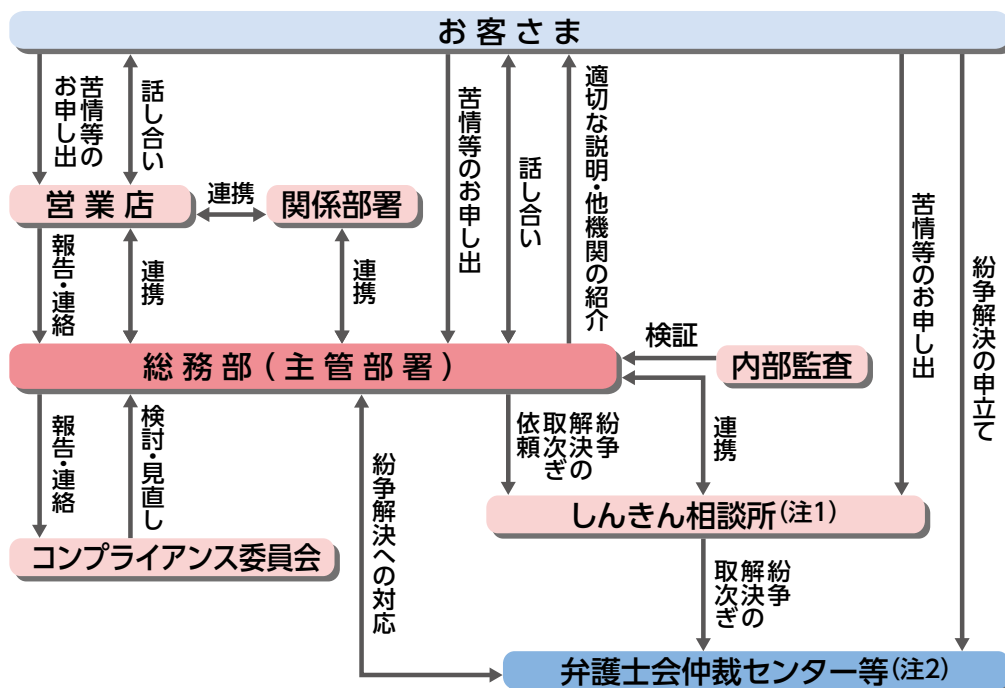 お客さま
苦情等の
お申し出
話し合い
苦情等のお申し出
話し合い
適切な説明・他機関の紹介
苦情等のお申し出
紛争解決の申立て
営業店
連携
関係部署
報告・連絡
連携
連携
総務部(主管部署)
検証
内部監査
報告・連絡
検討・見直し
紛争解決への対応
紛争
解決の
取次ぎ
依頼
連携
しんきん相談所(注1)
コンプライアンス委員会
紛争
解決の
取次ぎ
弁護士会仲裁センター等(注2)